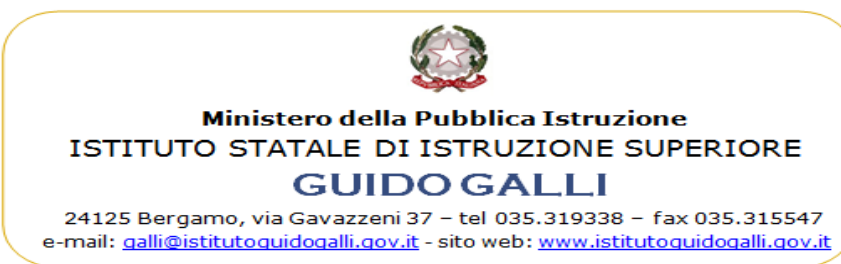 Ministero della Pubblica Istruzione
ISTITUTO STATALE DI ISTRUZIONE SUPERIORE
GUIDO GALLI
24125 Bergamo, via Gavazzeni 37 – tel 035.319338 – fax 035.315547
e-mail: galli@istitutoguidogalli.gov.it - sito web: www.istitutoguidogalli.gov.it